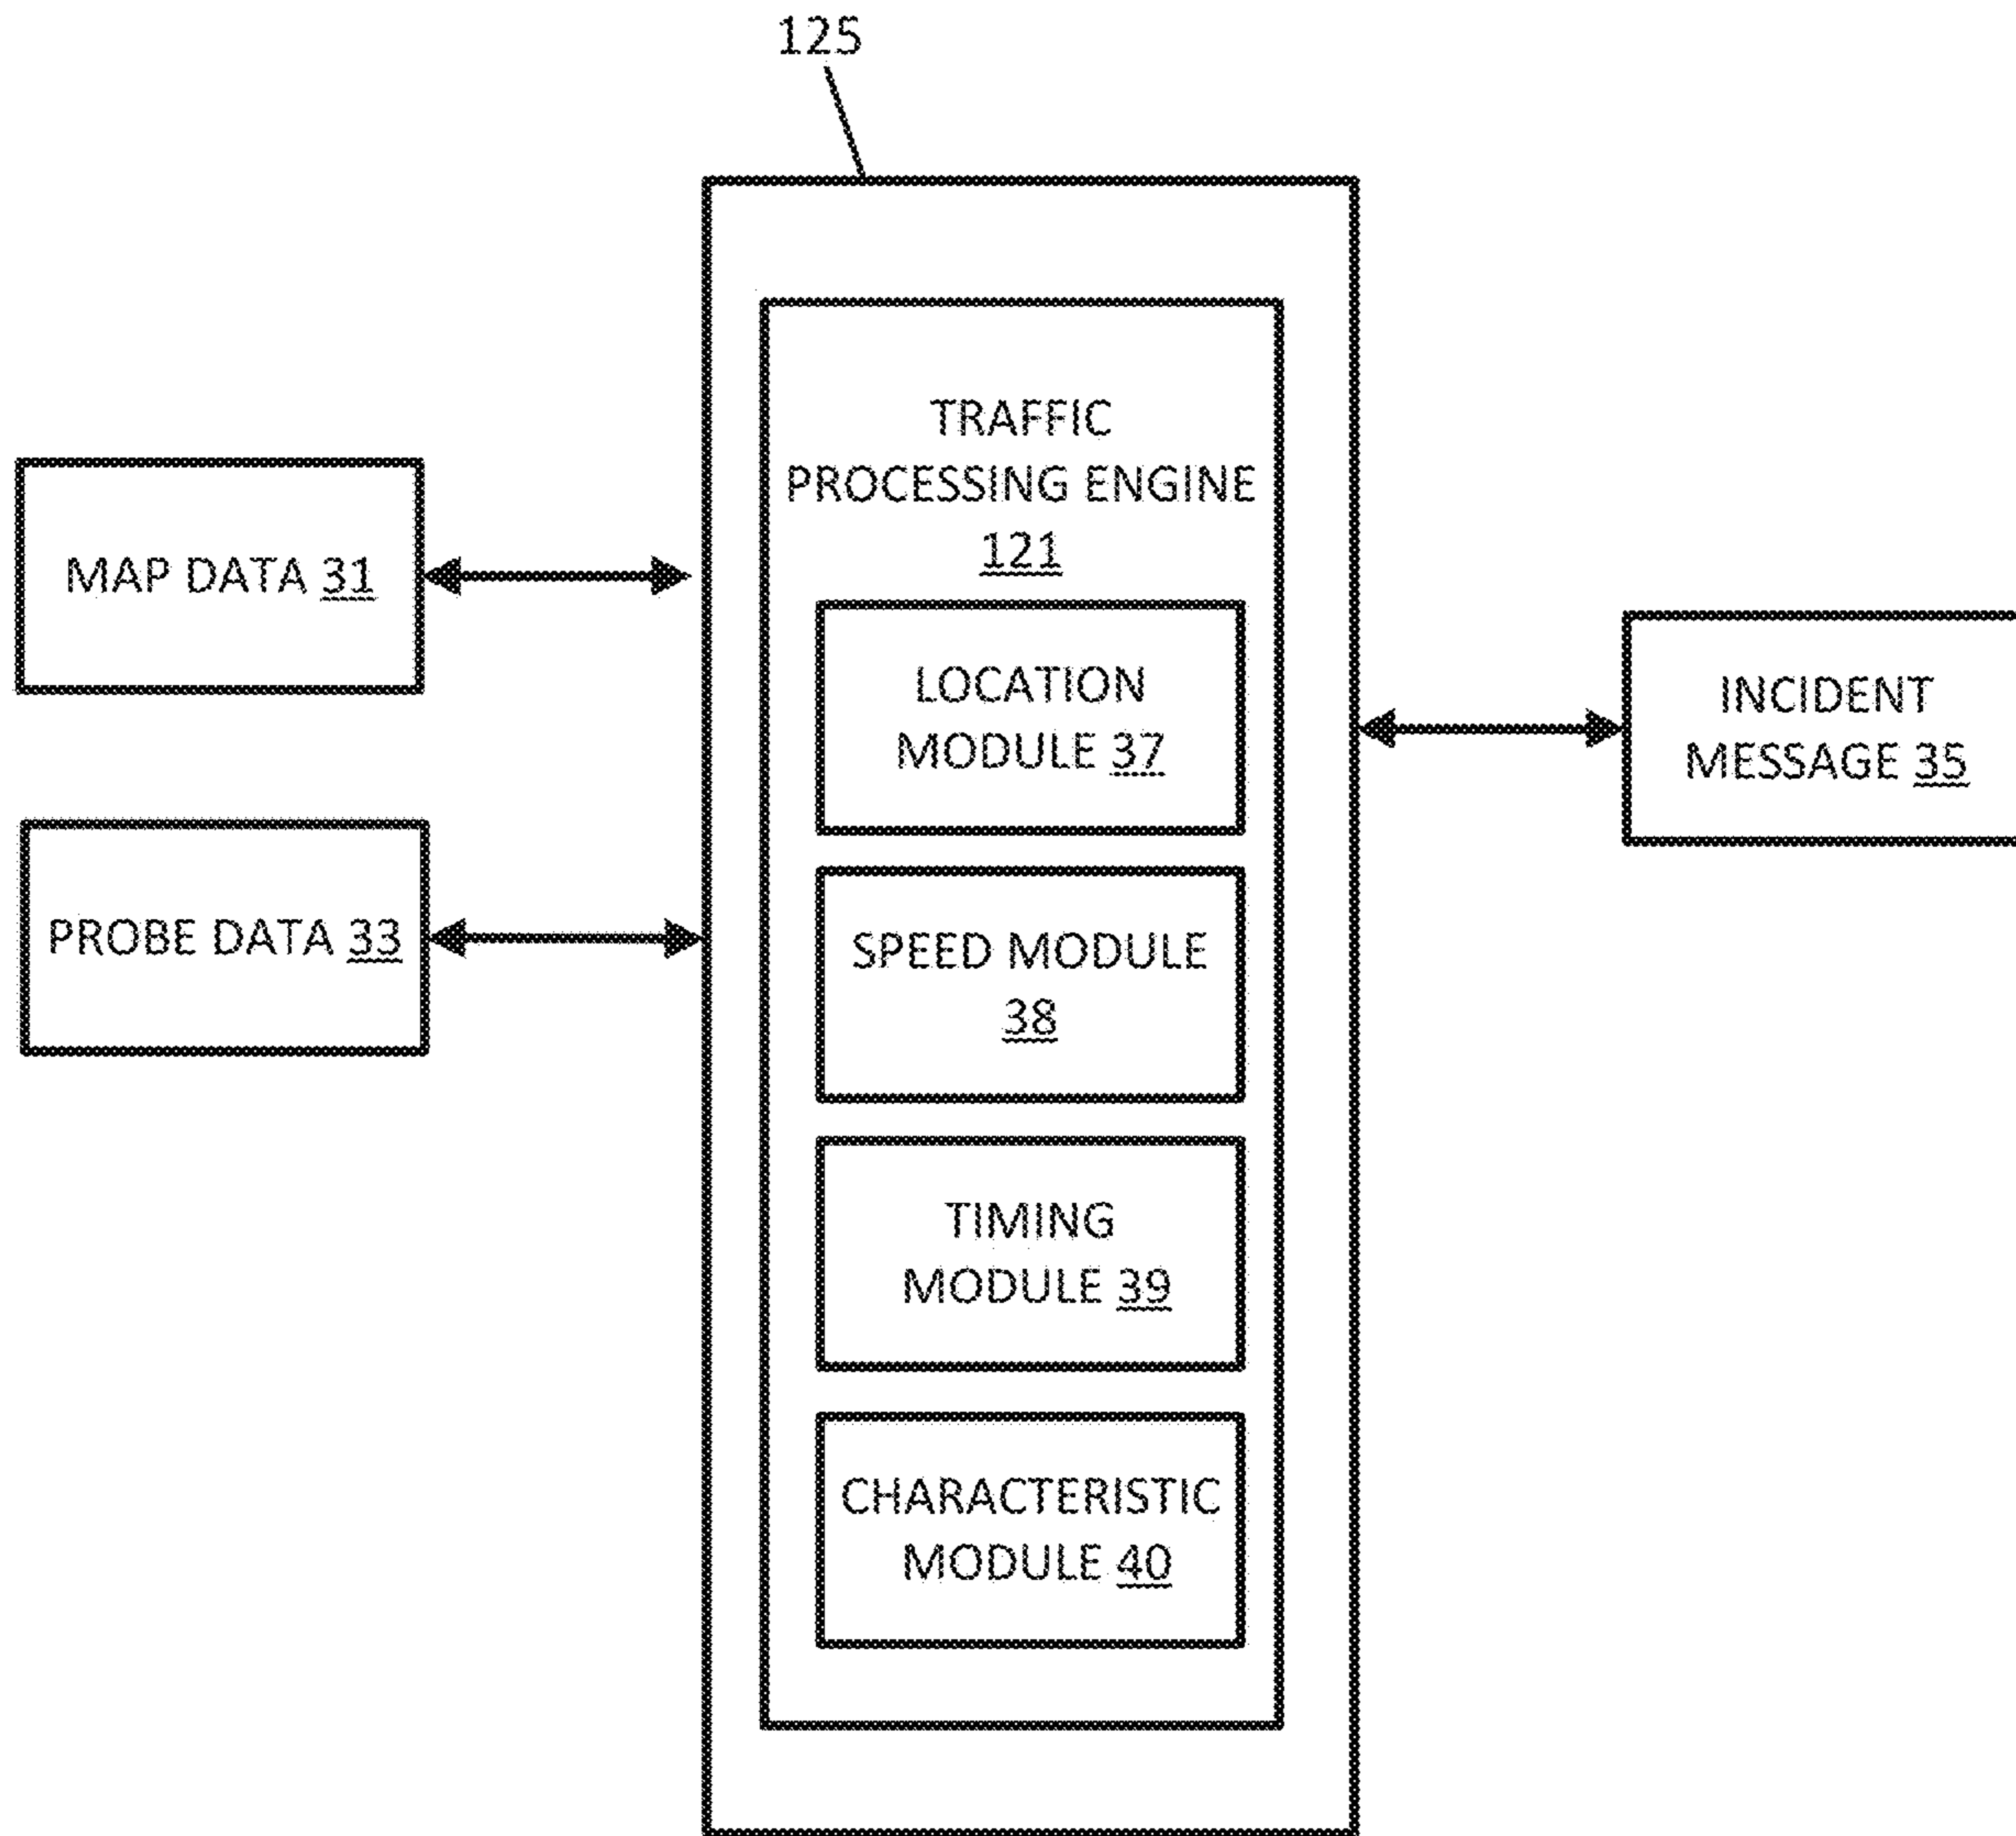 125
TRAFFIC
PROCESSING ENGINE
121
MAP DATA 31
LOCATION
MODULE 37
INCIDENT
MESSAGE 35
PROBE DATA 33
SPEED MODULE
38
TIMING
MODULE 39
CHARACTERISTIC
MODULE 40